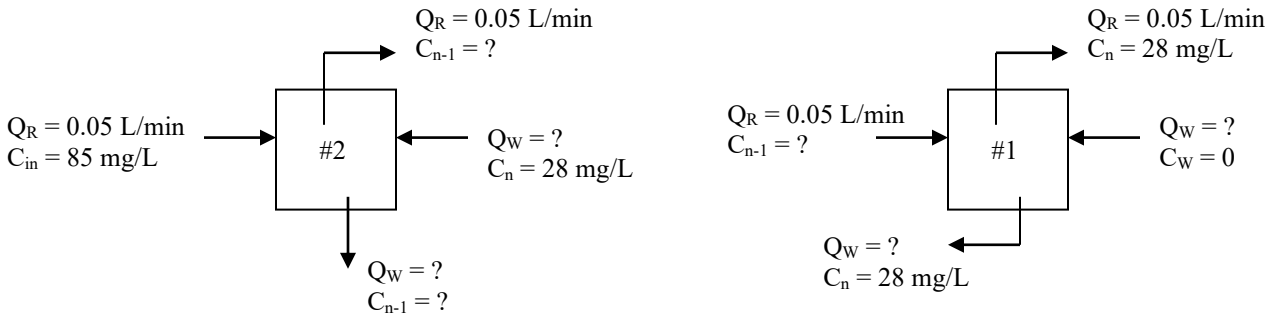 Q_R = 0.05 L/min
C_n-1 = ?
Q_R = 0.05 L/min
C_in = 85 mg/L
#2
Q_W = ?
C_n = 28 mg/L
Q_W = ?
C_n-1 = ?
Q_R = 0.05 L/min
C_n = 28 mg/L
Q_R = 0.05 L/min
C_n-1 = ?
#1
Q_W = ?
C_W = 0
Q_W = ?
C_n = 28 mg/L